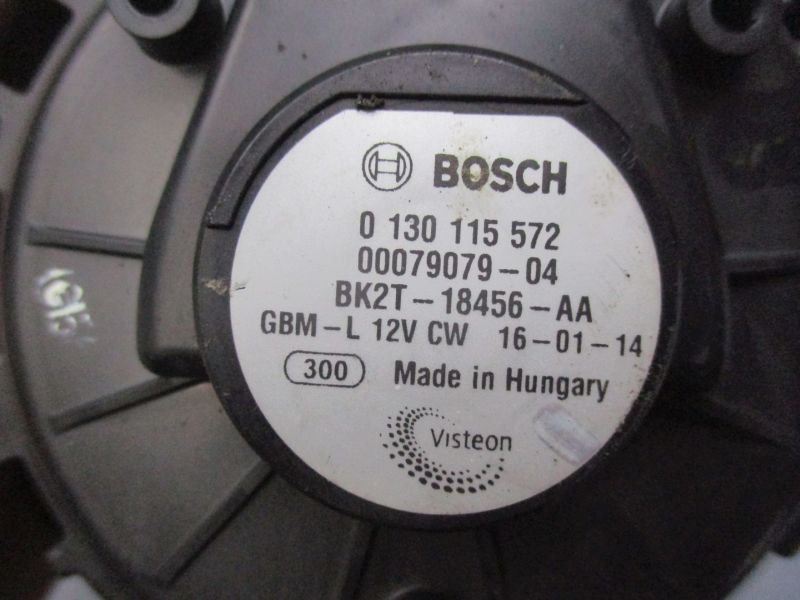 BOSCH
0 130 115 572
00079079-04
BK2T-18456-AA
GBM-L 12V CW 16-01-14
300 Made in Hungary
Visteon